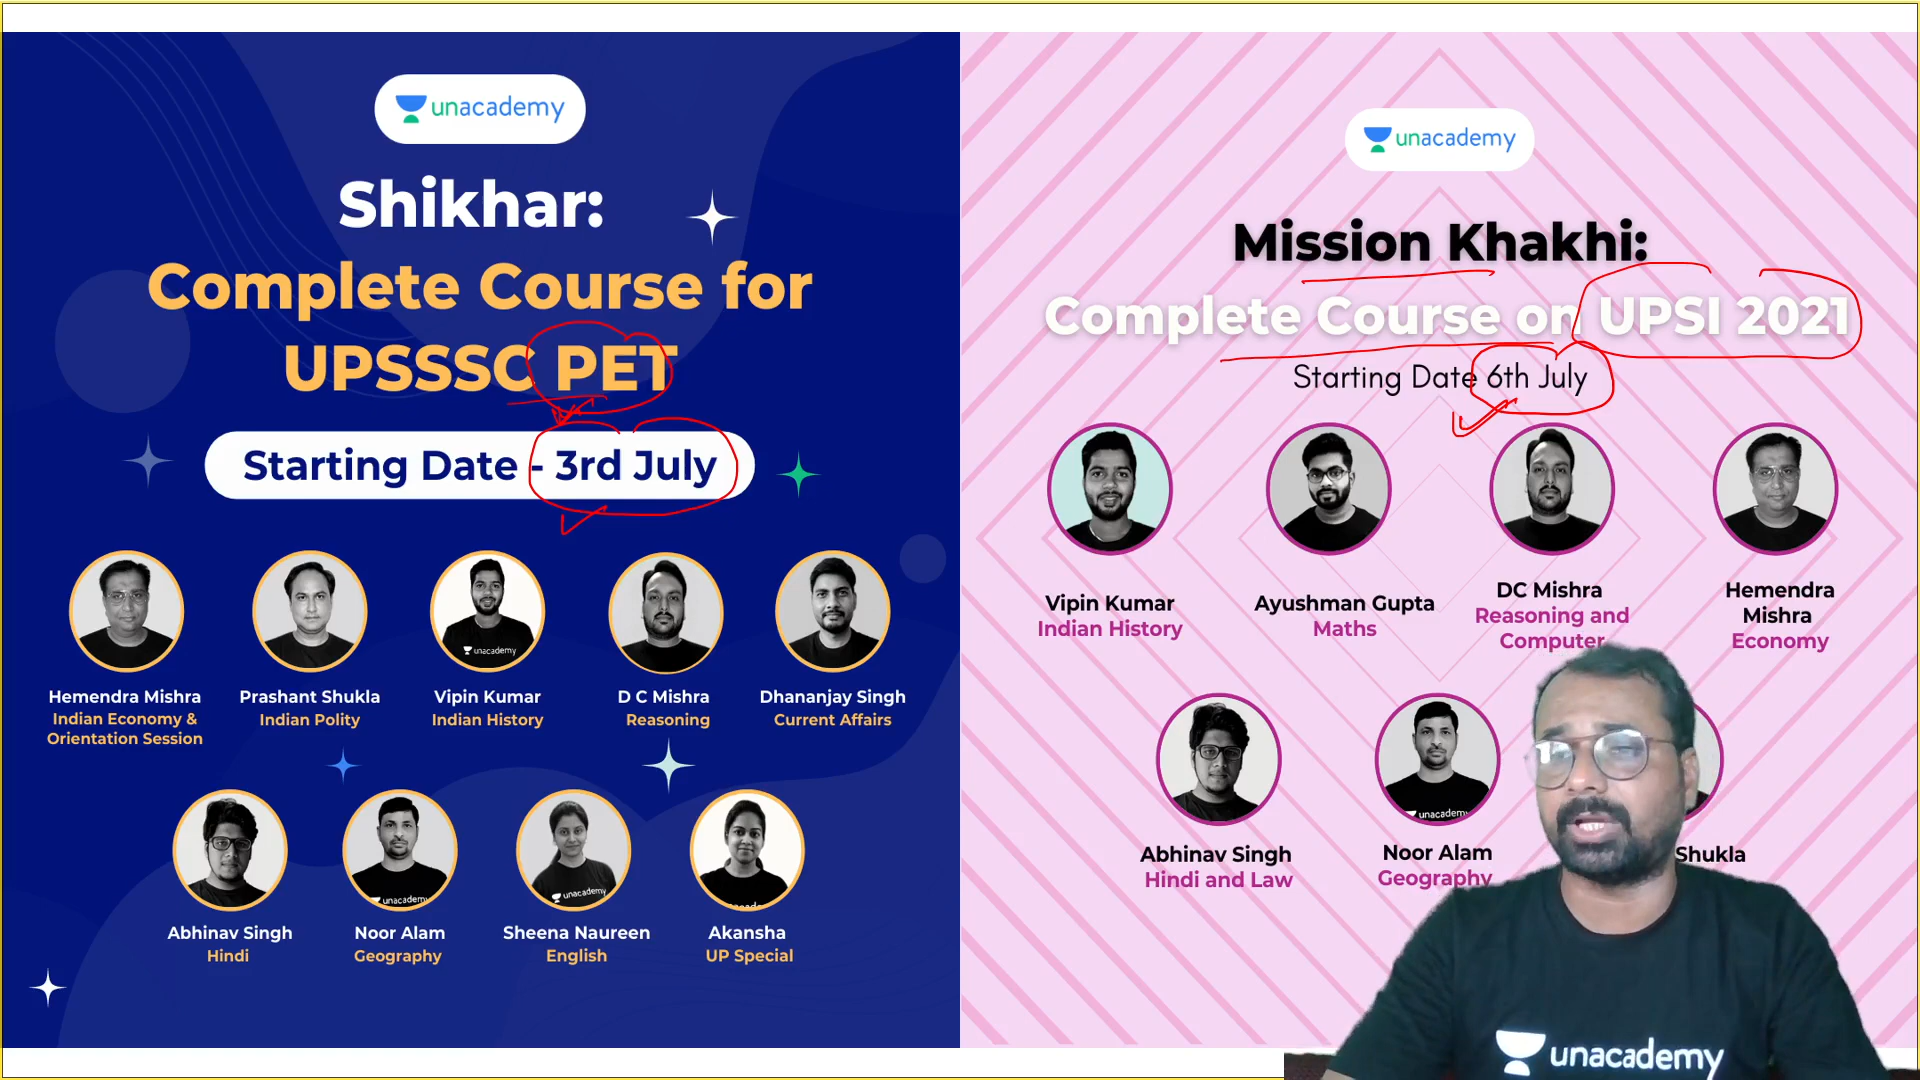 unacademy
Shikhar:
Complete Course for
UPSSSC PET
Starting Date - 3rd July
Hemendra Mishra
Indian Economy &
Orientation Session
Prashant Shukla
Indian Polity
Vipin Kumar
Indian History
D C Mishra
Reasoning
Dhananjay Singh
Current Affairs
Abhinav Singh
Hindi
Noor Alam
Geography
Sheena Naureen
English
Akansha
UP Special
unacademy
unacademy
unacademy
unacademy
Mission Khakhi:
Complete Course on UPSI 2021
Starting Date 6th July
Vipin Kumar
Indian History
Ayushman Gupta
Maths
DC Mishra
Reasoning and
Computer
Hemendra
Mishra
Economy
Abhinav Singh
Hindi and Law
Noor Alam
Geography
Shukla
unacademy
unacademy